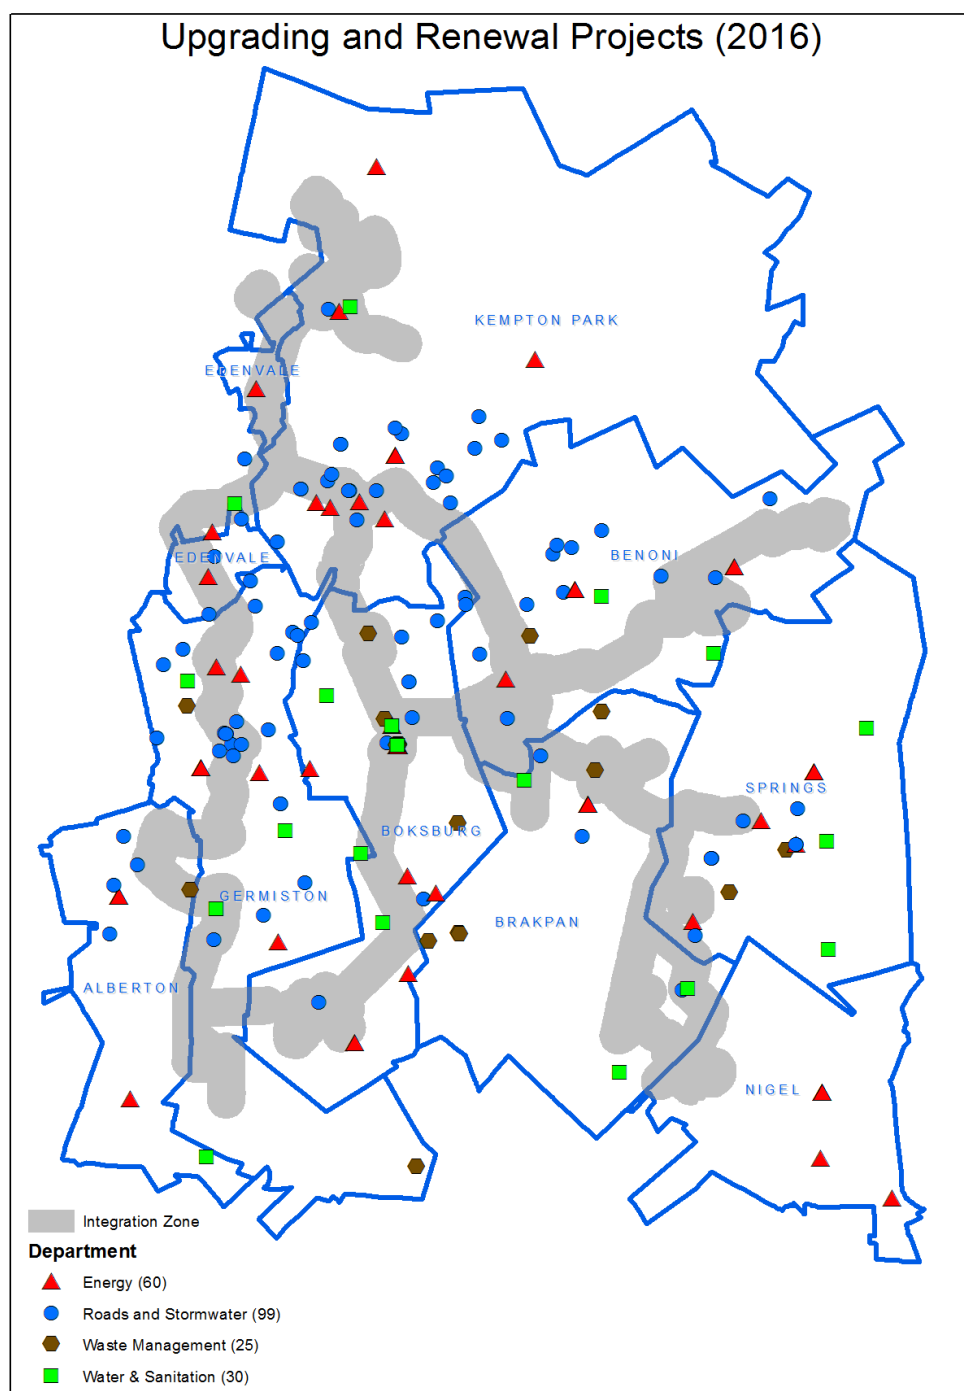 Upgrading and Renewal Projects (2016)
KEMPTON PARK
EDENVALE
EDENVALE
BENONI
SPRINGS
BOKSBURG
GERMISTON
BRAKPAN
ALBERTON
NIGEL
Integration Zone
Department
Energy (60)
Roads and Stormwater (99)
Waste Management (25)
Water & Sanitation (30)